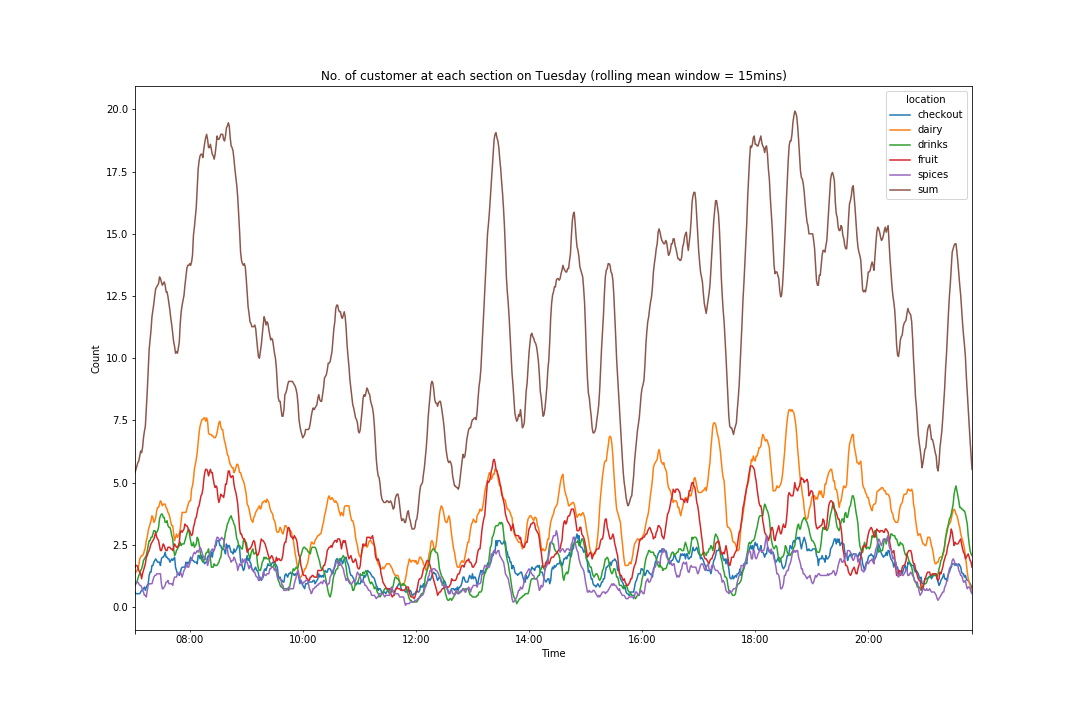 No. of customer at each section on Tuesday (rolling mean window = 15mins)
location
checkout
dairy
drinks
fruit
spices
sum
20.0
17.5
15.0
12.5
10.0
7.5
5.0
2.5
0.0
Count
08:00 10:00 12:00 14:00 16:00 18:00 20:00
Time